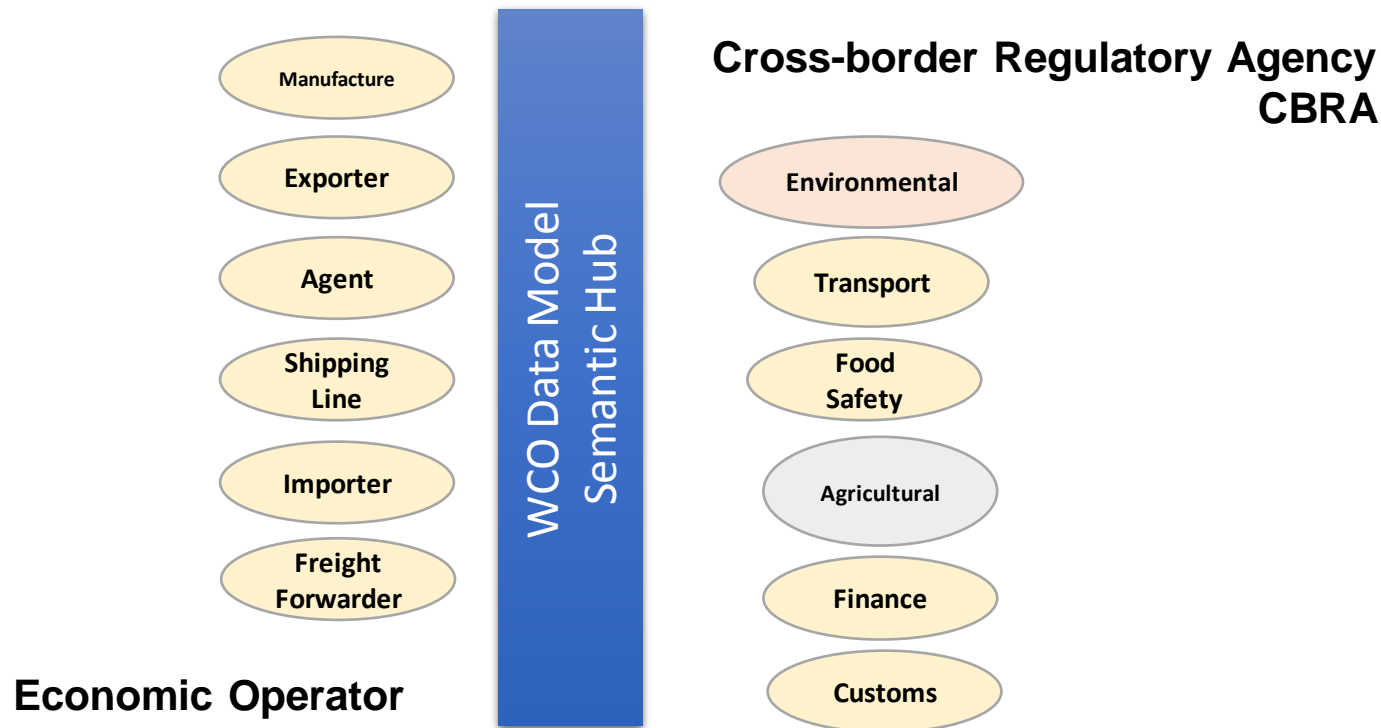 Manufacture
Exporter
Agent
Shipping
Line
Importer
Freight
Forwarder
Economic Operator
WCO Data Model
Semantic Hub
Cross-border Regulatory Agency
CBRA
Environmental
Transport
Food
Safety
Agricultural
Finance
Customs